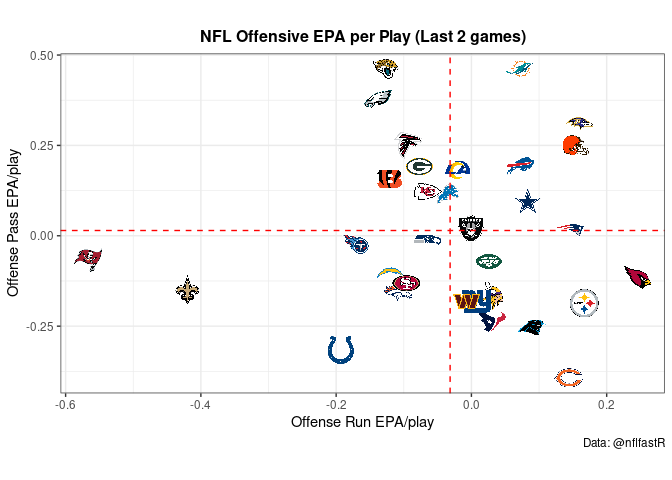 NFL Offensive EPA per Play (Last 2 games)
Offense Pass EPA/play
0.50
0.25
0.00
-0.25
-0.6
-0.4
-0.2
0.0
0.2
Offense Run EPA/play
Data: @nflfastR